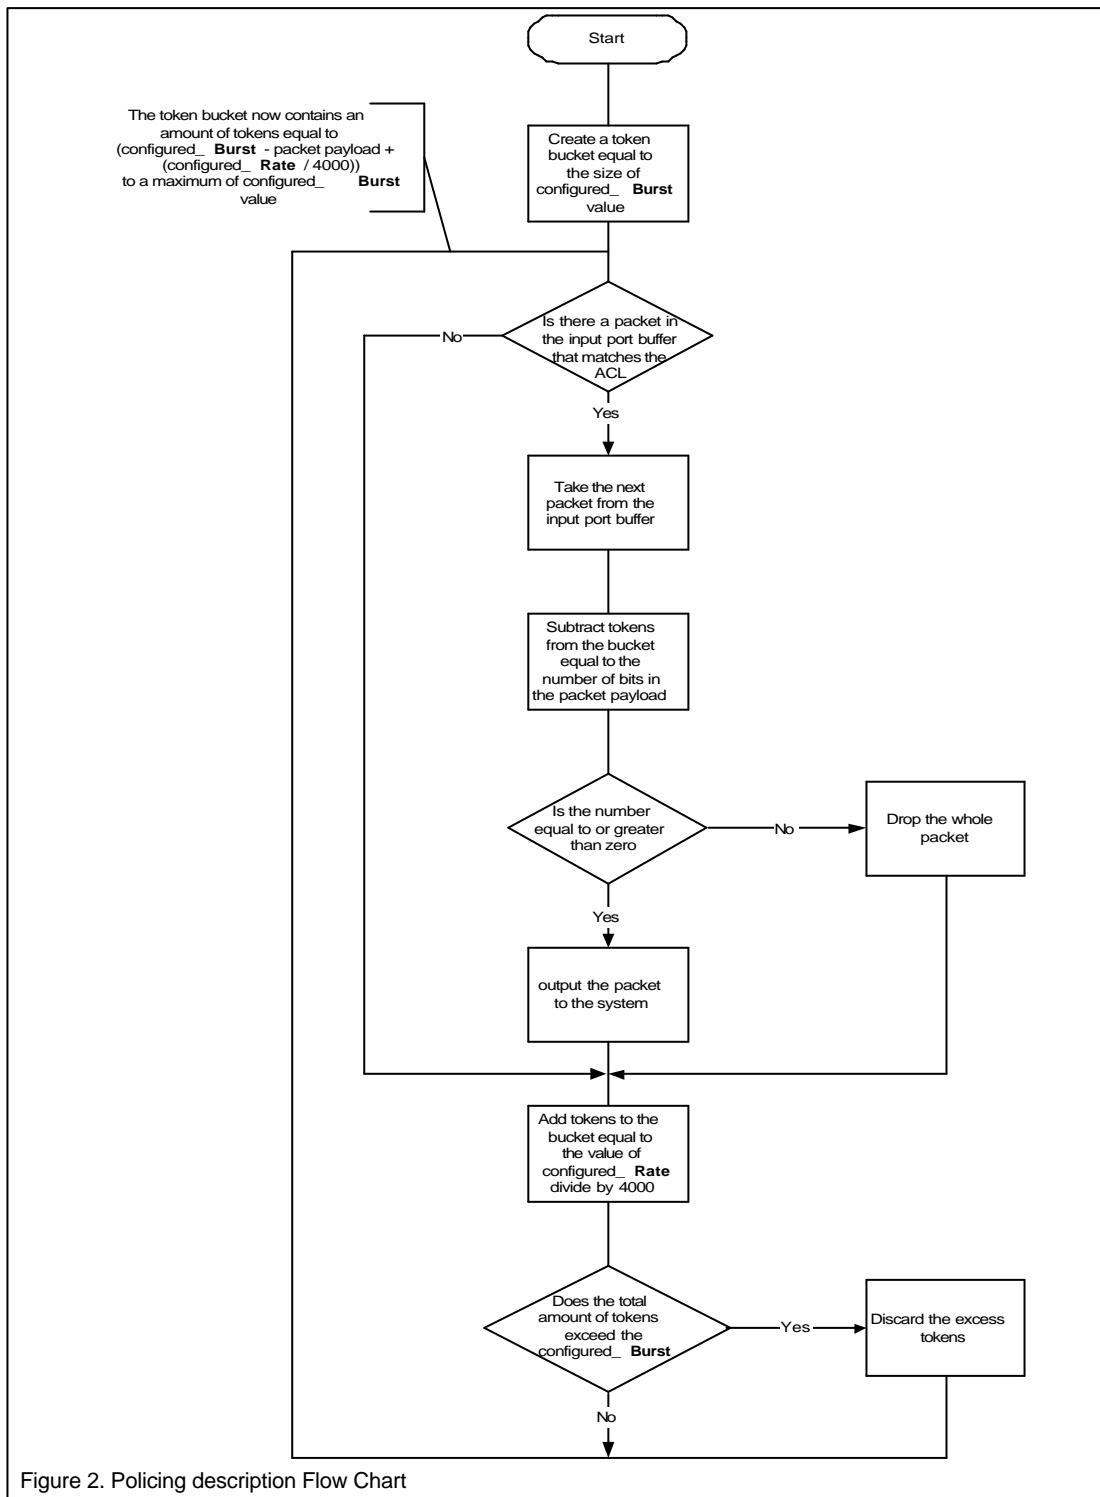 Start
The token bucket now contains an
amount of tokens equal to
(configured_ Burst - packet payload +
(configured_ Rate / 4000))
to a maximum of configured_ Burst
value
Create a token
bucket equal to
the size of
configured_ Burst
value
Is there a packet in
the input port buffer
that matches the
ACL
No
Yes
Take the next
packet from the
input port buffer
Subtract tokens
from the bucket
equal to the
number of bits in
the packet payload
Is the number
equal to or greater
than zero
No
Drop the whole
packet
Yes
output the packet
to the system
Add tokens to the
bucket equal to
the value of
configured_ Rate
divide by 4000
Does the total
amount of tokens
exceed the
configured_ Burst
Yes
Discard the excess
tokens
No
Figure 2. Policing description Flow Chart